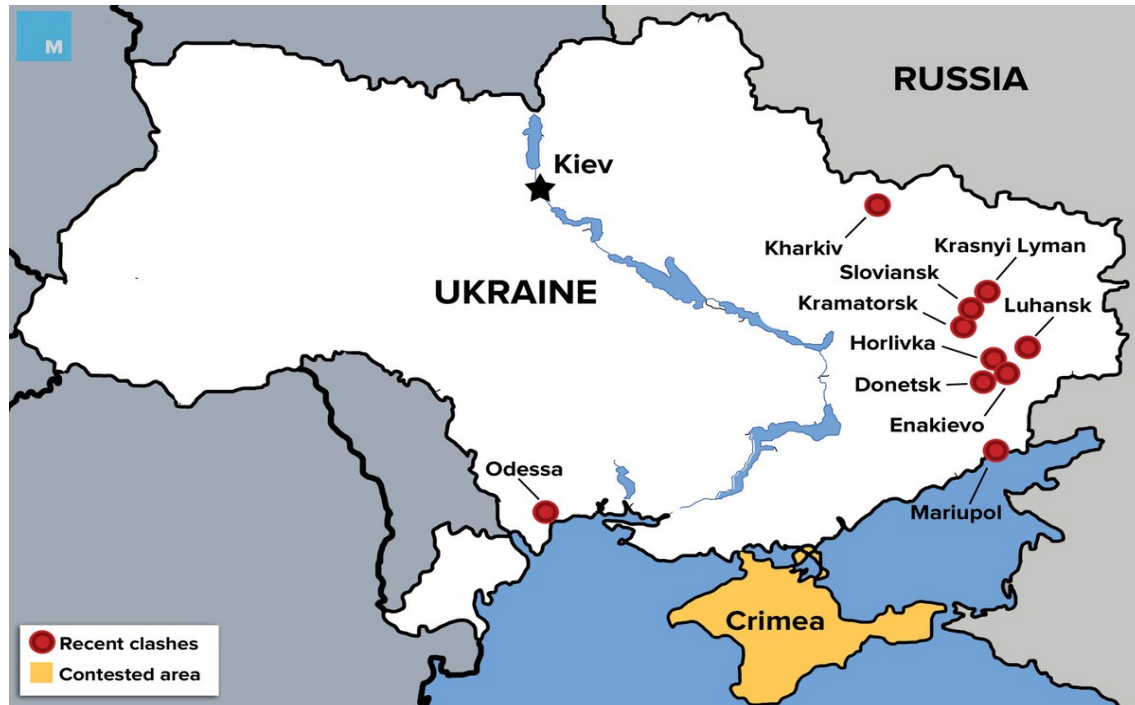 M
RUSSIA
Kiev
Kharkiv
Krasnyi Lyman
Sloviansk
UKRAINE
Kramatorsk
Luhansk
Horlivka
Donetsk
Enakievo
Odessa
Mariupol
Crimea
Recent clashes
Contested area